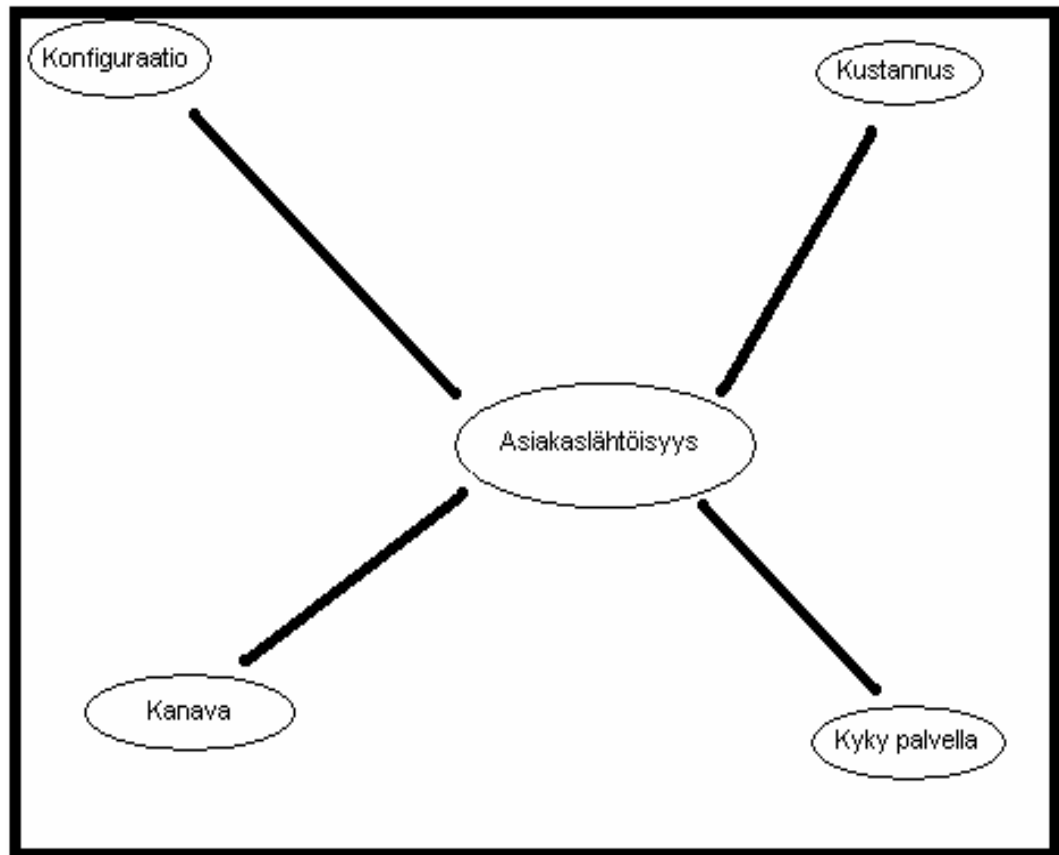 Konfiguraatio
Kustannus
Asiakaslähtöisyys
Kanava
Kyky palvella